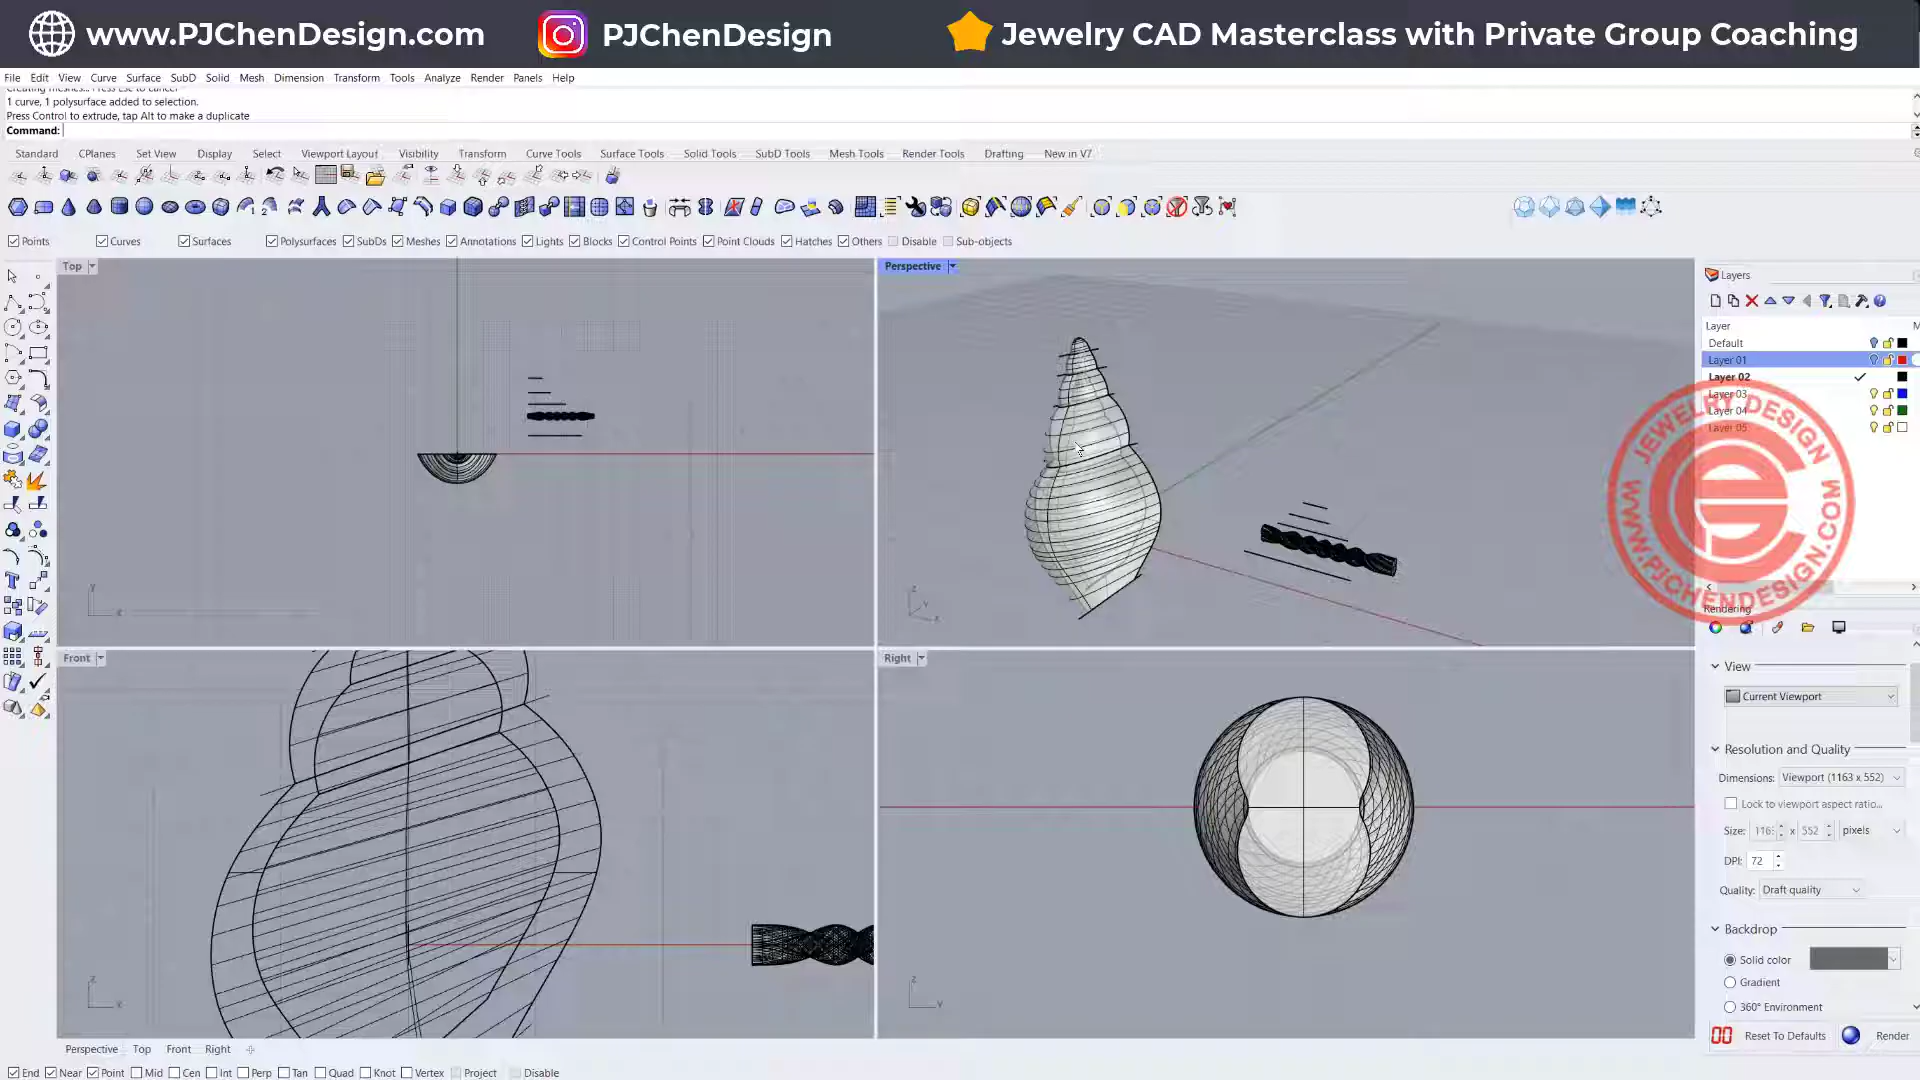 www.PJChenDesign.com PJChenDesign Jewelry CAD Masterclass with Private Group Coaching
File Edit View Curve Surface SubD Solid Mesh Dimension Transform Tools Analyze Render Panels Help
Creating meshes... Press Esc to cancel
1 curve, 1 polysurface added to selection.
Press Control to extrude, tap Alt to make a duplicate
Command:
Standard CPlanes Set View Display Select Viewport Layout Visibility Transform Curve Tools Surface Tools Solid Tools SubD Tools Mesh Tools Render Tools Drafting New in V7
Points Curves Surfaces Polysurfaces SubDs Meshes Annotations Lights Blocks Control Points Point Clouds Hatches Others Disable Sub-objects
Top
Perspective
Layers
Layer M
Default
Layer 01
Layer 02
Layer 03
Layer 04
Layer 05
JEWELRY DESIGN
WWW.PJCHENDESIGN.COM
z y x
y x
Rendering
Front
Right
View
Current Viewport
Resolution and Quality
Dimensions: Viewport (1163 x 552)
Lock to viewport aspect ratio...
Size: 116 x 552 pixels
DPI: 72
Quality: Draft quality
Backdrop
Solid color
Gradient
360° Environment
z x
z y
Reset To Defaults Render
Perspective Top Front Right
End Near Point Mid Cen Int Perp Tan Quad Knot Vertex Project Disable